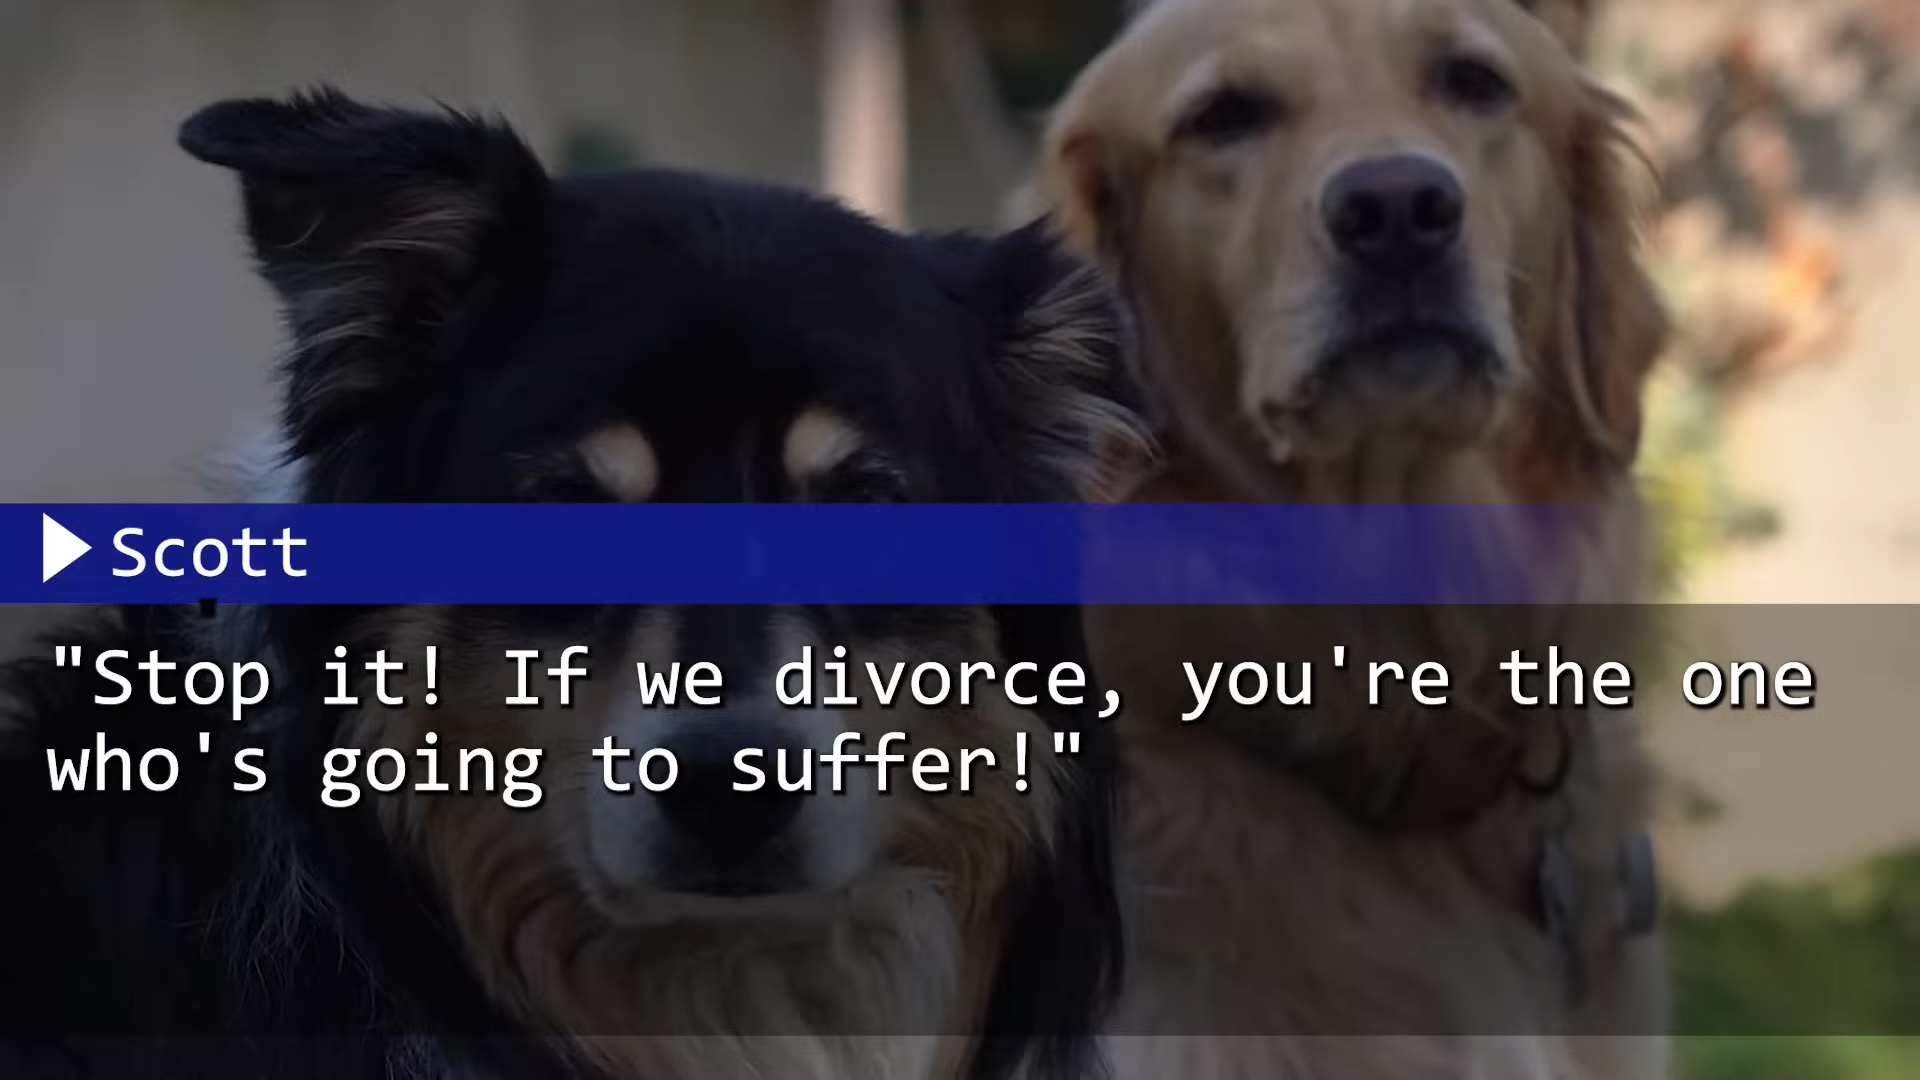 Scott
"Stop it! If we divorce, you're the one
who's going to suffer!"